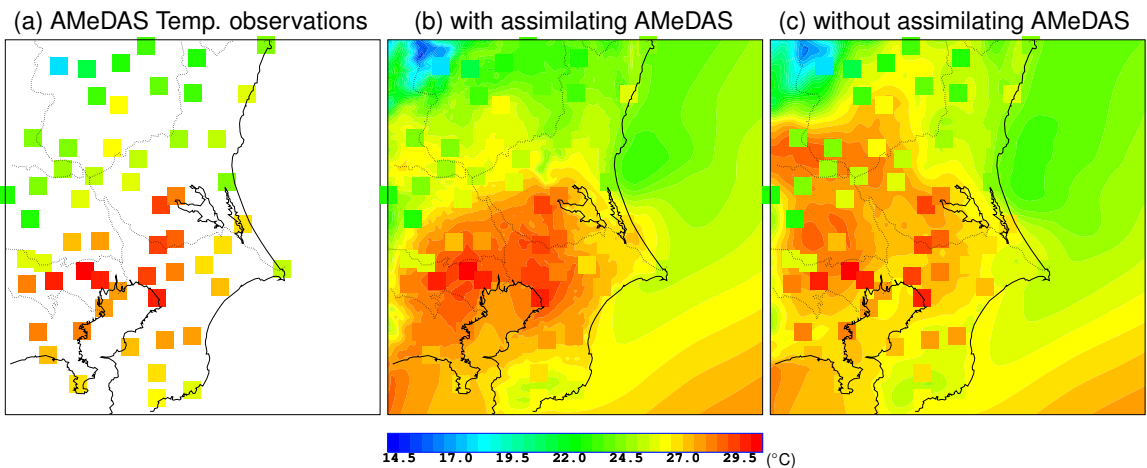 (a) AMeDAS Temp. observations
(b) with assimilating AMeDAS
(c) without assimilating AMeDAS
14.5 17.0 19.5 22.0 24.5 27.0 29.5 (°C)